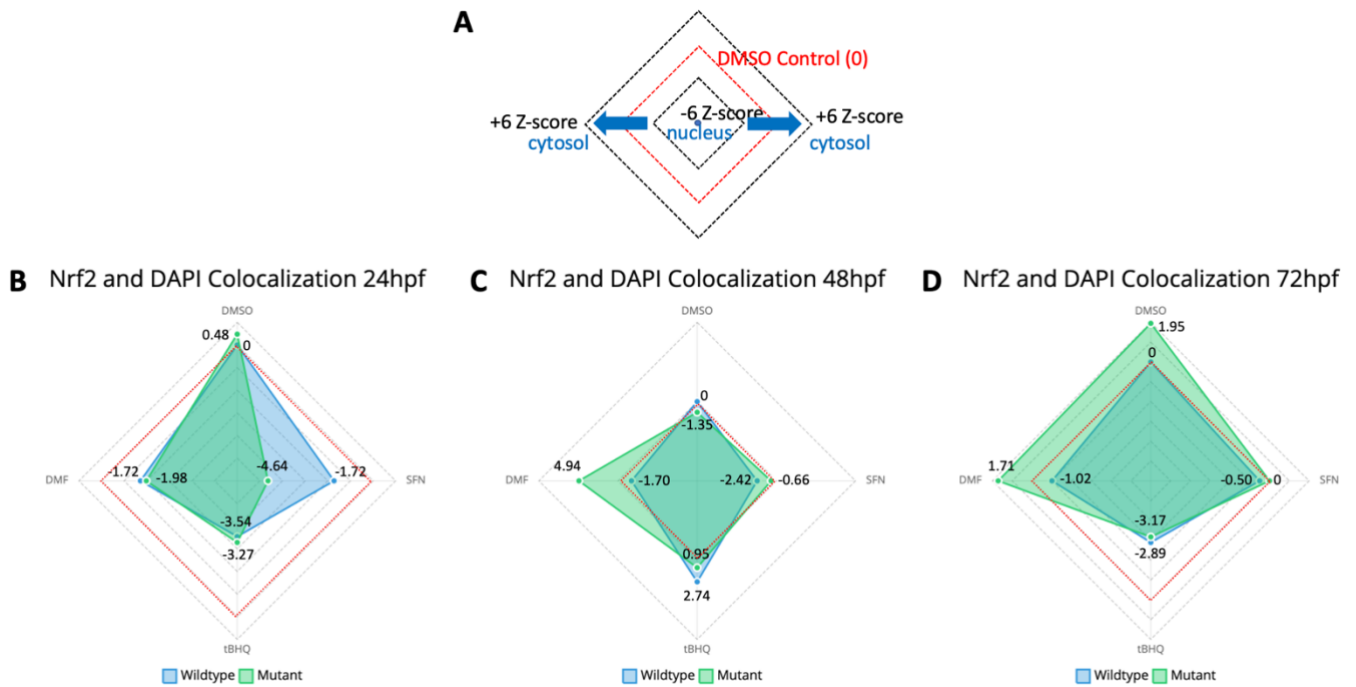 A
DMSO Control (0)
-6 Z-score
nucleus
+6 Z-score
cytosol
+6 Z-score
cytosol
B Nrf2 and DAPI Colocalization 24hpf
DMSO
0.48
0
-1.72
-1.98
-4.64
-1.72
DMF
SFN
-3.54
-3.27
tBHQ
Wildtype Mutant
C Nrf2 and DAPI Colocalization 48hpf
DMSO
0
-1.35
4.94
-1.70
-2.42
-0.66
DMF
SFN
0.95
2.74
tBHQ
Wildtype Mutant
D Nrf2 and DAPI Colocalization 72hpf
DMSO
1.95
0
1.71
-1.02
-0.50
0
DMF
SFN
-3.17
-2.89
tBHQ
Wildtype Mutant